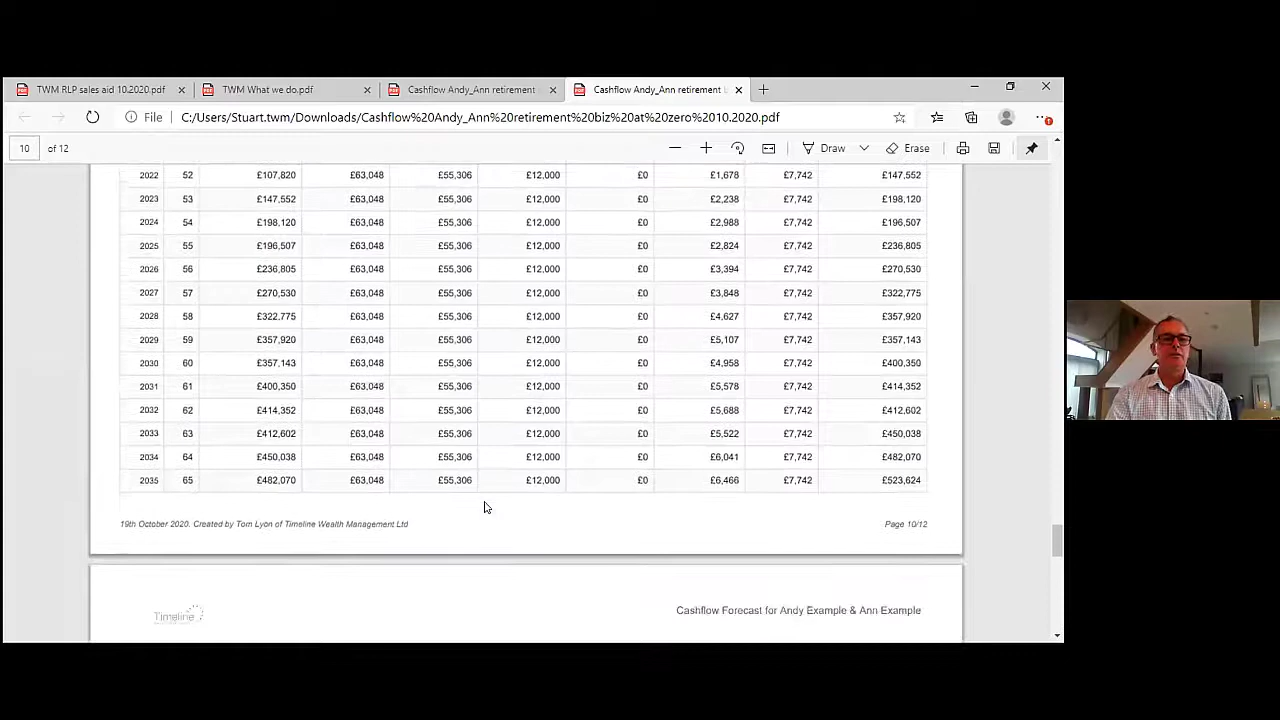 TWM RLP sales aid 10.2020.pdf TWM What we do.pdf Cashflow Andy_Ann retirement Cashflow Andy_Ann retirement
File C:/Users/Stuart.twm/Downloads/Cashflow%20Andy_Ann%20retirement%20biz%20at%20zero%2010.2020.pdf
10 of 12 Draw Erase
2022 52 £107,820 £63,048 £55,306 £12,000 £0 £1,678 £7,742 £147,552
2023 53 £147,552 £63,048 £55,306 £12,000 £0 £2,238 £7,742 £198,120
2024 54 £198,120 £63,048 £55,306 £12,000 £0 £2,988 £7,742 £196,507
2025 55 £196,507 £63,048 £55,306 £12,000 £0 £2,824 £7,742 £236,805
2026 56 £236,805 £63,048 £55,306 £12,000 £0 £3,394 £7,742 £270,530
2027 57 £270,530 £63,048 £55,306 £12,000 £0 £3,848 £7,742 £322,775
2028 58 £322,775 £63,048 £55,306 £12,000 £0 £4,627 £7,742 £357,920
2029 59 £357,920 £63,048 £55,306 £12,000 £0 £5,107 £7,742 £357,143
2030 60 £357,143 £63,048 £55,306 £12,000 £0 £4,958 £7,742 £400,350
2031 61 £400,350 £63,048 £55,306 £12,000 £0 £5,578 £7,742 £414,352
2032 62 £414,352 £63,048 £55,306 £12,000 £0 £5,688 £7,742 £412,602
2033 63 £412,602 £63,048 £55,306 £12,000 £0 £5,522 £7,742 £450,038
2034 64 £450,038 £63,048 £55,306 £12,000 £0 £6,041 £7,742 £482,070
2035 65 £482,070 £63,048 £55,306 £12,000 £0 £6,466 £7,742 £523,624
19th October 2020. Created by Tom Lyon of Timeline Wealth Management Ltd Page 10/12
Timeline Cashflow Forecast for Andy Example & Ann Example